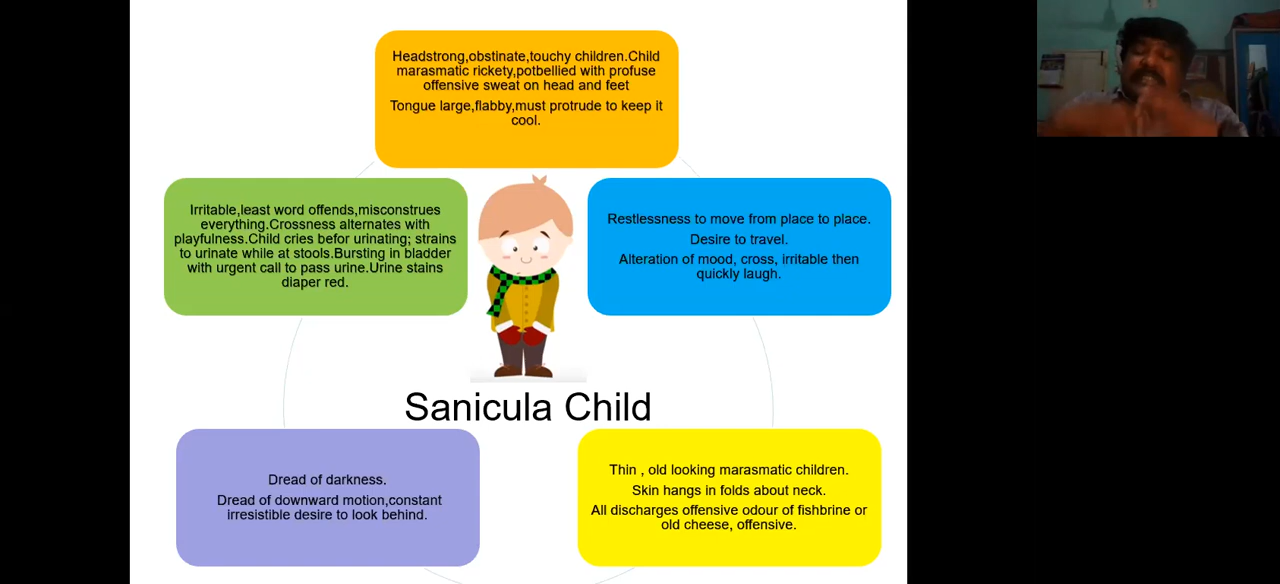 Headstrong,obstinate,touchy children.Child
marasmatic rickety,potbellied with profuse
offensive sweat on head and feet
Tongue large,flabby,must protrude to keep it
cool.
Irritable,least word offends,misconstrues
everything.Crossness alternates with
playfulness.Child cries befor urinating; strains
to urinate while at stools.Bursting in bladder
with urgent call to pass urine.Urine stains
diaper red.
Restlessness to move from place to place.
Desire to travel.
Alteration of mood, cross, irritable then
quickly laugh.
Sanicula Child
Dread of darkness.
Dread of downward motion,constant
irresistible desire to look behind.
Thin , old looking marasmatic children.
Skin hangs in folds about neck.
All discharges offensive odour of fishbrine or
old cheese, offensive.